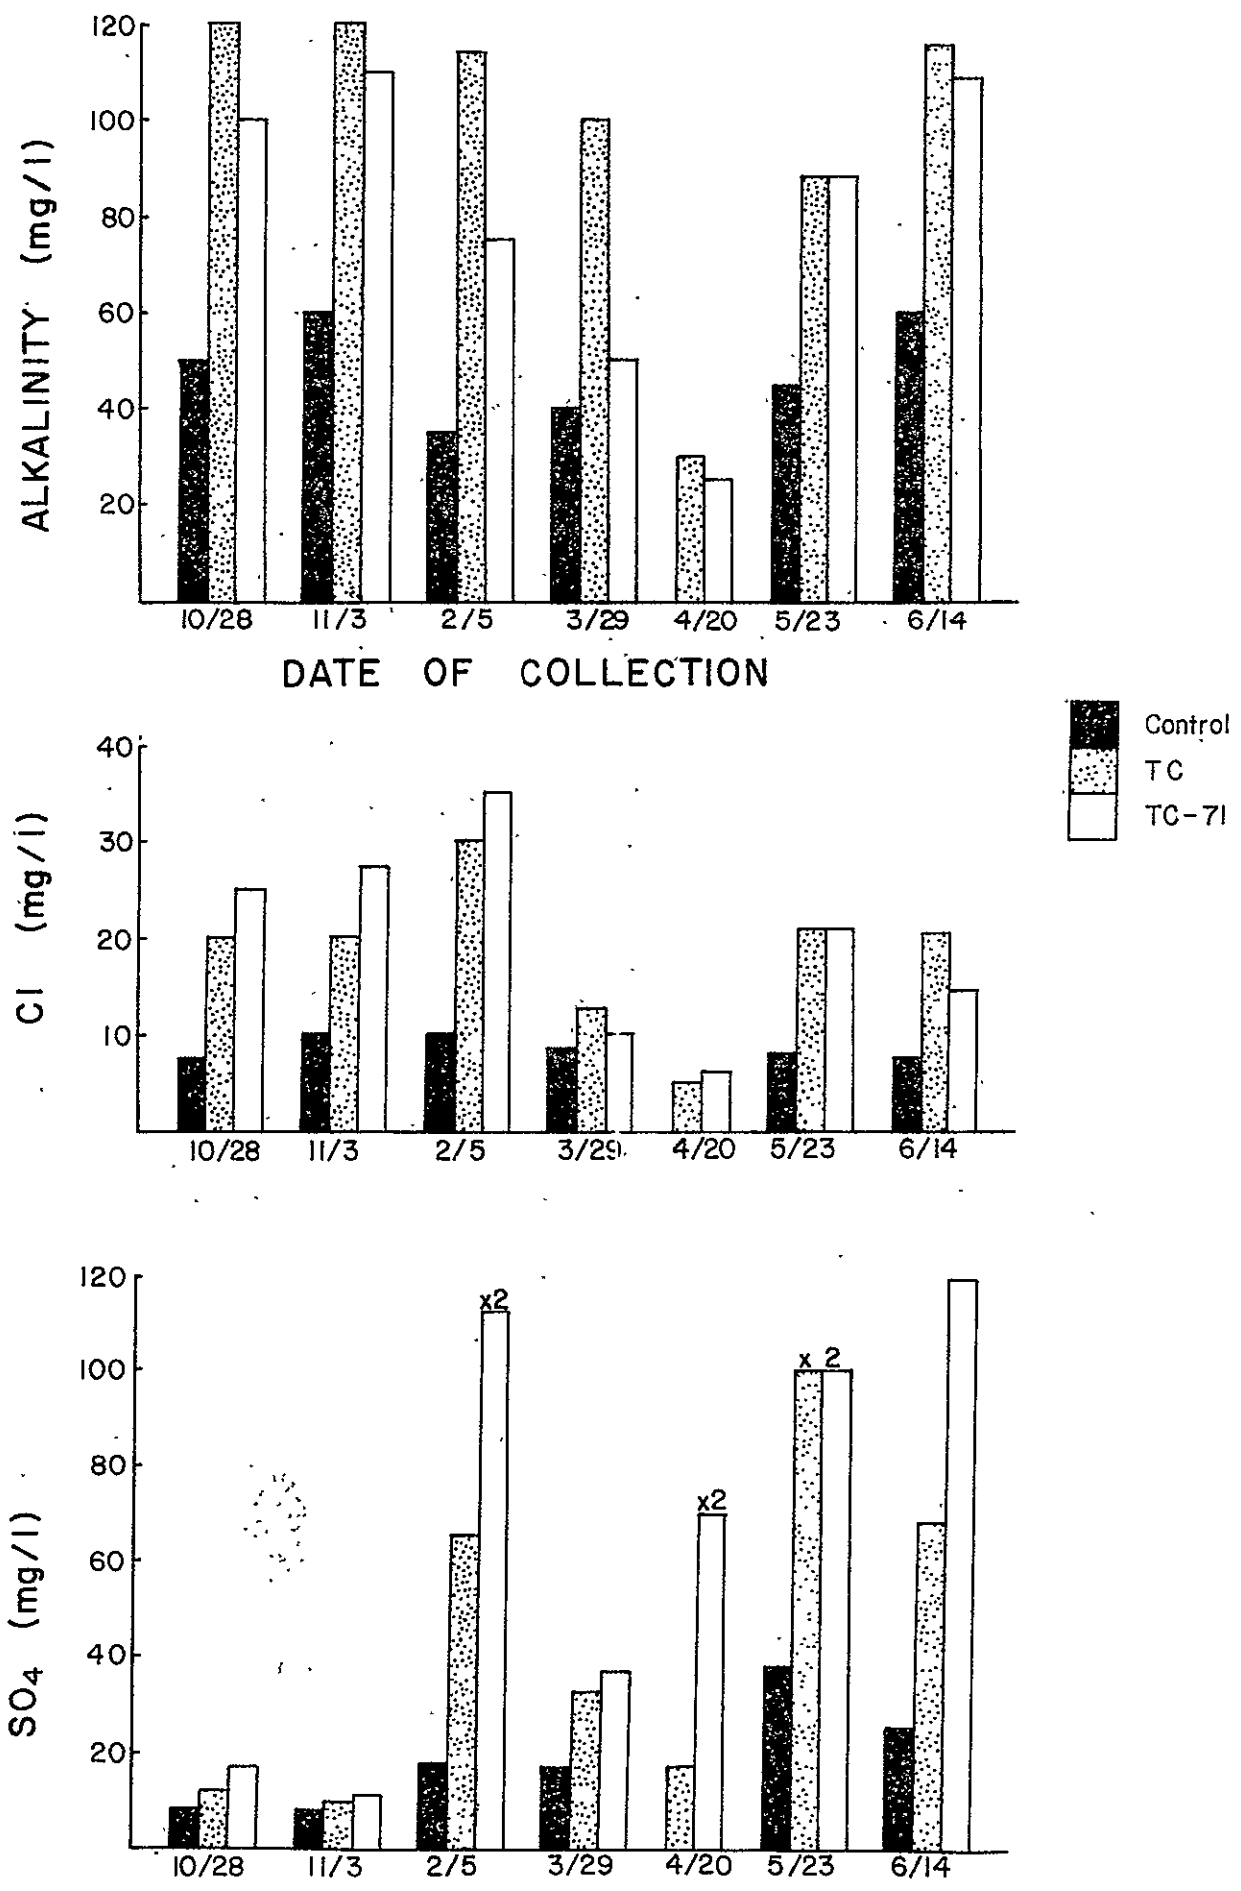 120
100
80
60
40
20
ALKALINITY (mg/l)
10/28 11/3 2/5 3/29 4/20 5/23 6/14
DATE OF COLLECTION
Control
TC
TC-71
40
30
20
10
Cl (mg/l)
10/28 11/3 2/5 3/29 4/20 5/23 6/14
120
100
80
60
40
20
SO4 (mg/l)
x2
x2
x 2
10/28 11/3 2/5 3/29 4/20 5/23 6/14